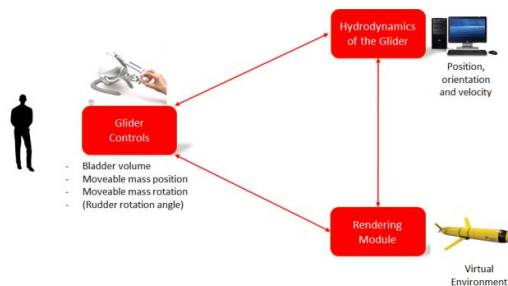 Hydrodynamics
of the Glider
Position,
orientation
and velocity
Glider
Controls
- Bladder volume
- Moveable mass position
- Moveable mass rotation
- (Rudder rotation angle)
Rendering
Module
Virtual
Environment